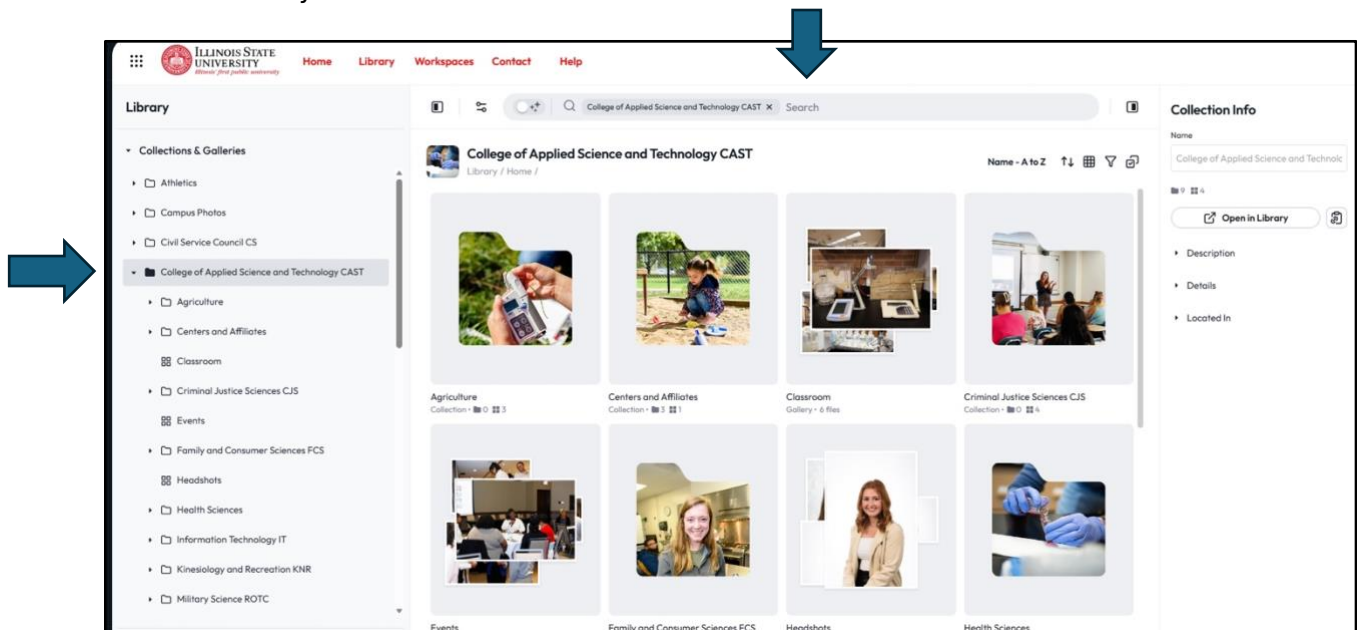 ILLINOIS STATE
UNIVERSITY
Illinois' first public university
Home Library Workspaces Contact Help
Library
Collections & Galleries
Athletics
Campus Photos
Civil Service Council CS
College of Applied Science and Technology CAST
Agriculture
Centers and Affiliates
Classroom
Criminal Justice Sciences CJS
Events
Family and Consumer Sciences FCS
Headshots
Health Sciences
Information Technology IT
Kinesiology and Recreation KNR
Military Science ROTC
College of Applied Science and Technology CAST × Search
College of Applied Science and Technology CAST
Library / Home /
Name - A to Z
Agriculture
Collection • 0 3
Centers and Affiliates
Collection • 3 1
Classroom
Gallery • 6 files
Criminal Justice Sciences CJS
Collection • 0 4
Events
Family and Consumer Sciences FCS
Headshots
Health Sciences
Collection Info
Name
College of Applied Science and Technolc
9 4
Open in Library
Description
Details
Located In